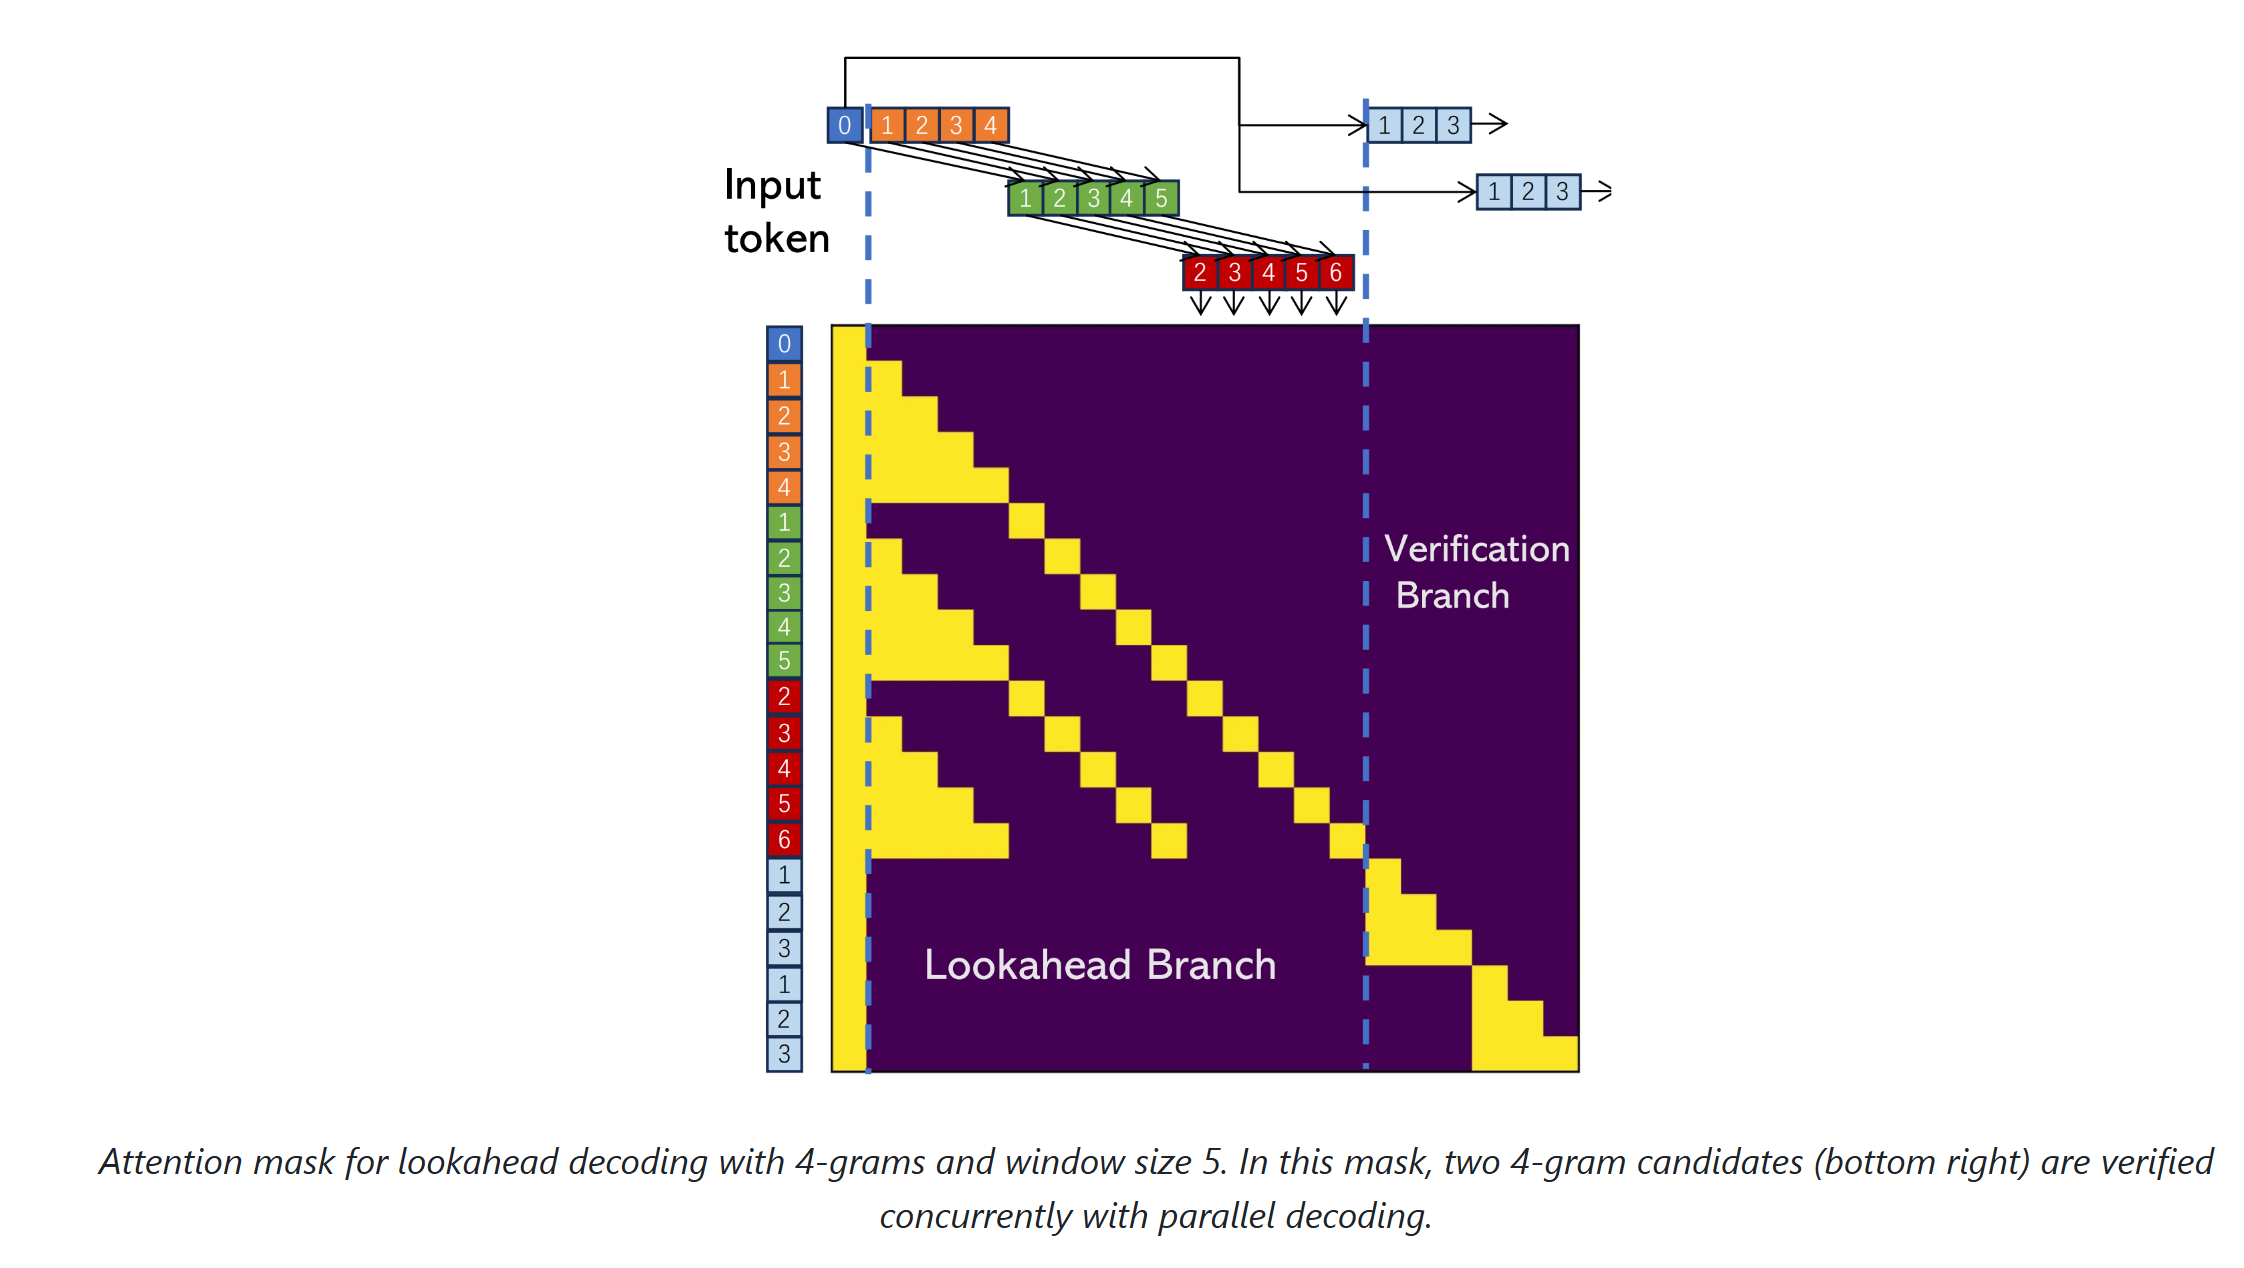 0 1 2 3 4 1 2 3
Input
token
1 2 3 4 5 1 2 3
2 3 4 5 6
0
1
2
3
4
1
2
3
4
5
2
3
4
5
6
1
2
3
1
2
3
Verification
Branch
Lookahead Branch
Attention mask for lookahead decoding with 4-grams and window size 5. In this mask, two 4-gram candidates (bottom right) are verified
concurrently with parallel decoding.